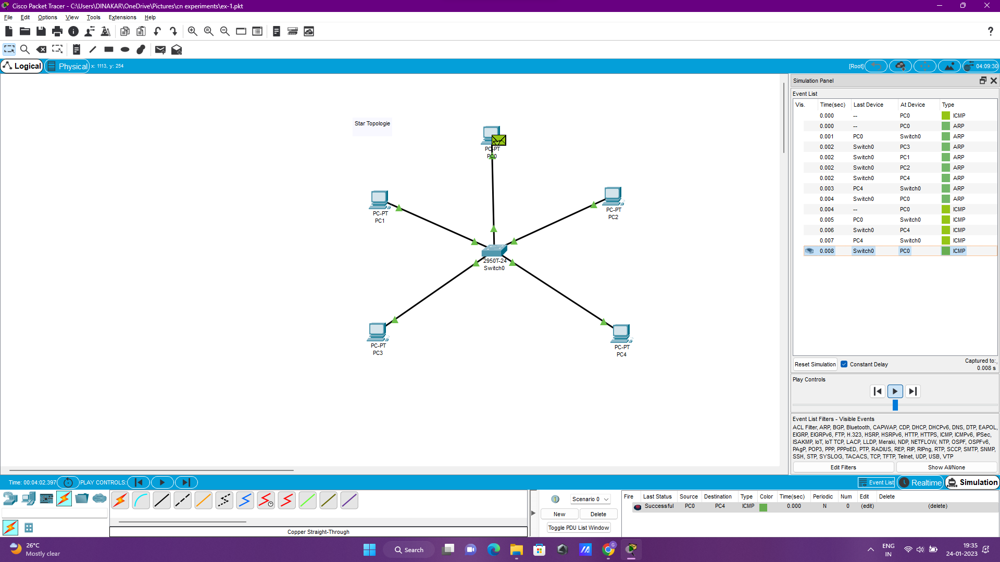 Cisco Packet Tracer - C:\Users\DINAKAR\OneDrive\Pictures\cn experiments\ex-1.pkt
File Edit Options View Tools Extensions Help
Logical Physical x: 1113, y: 254 [Root] 04:09:30
Star Topologie
PC-PT
PC0
PC-PT
PC1
PC-PT
PC2
2950T-24
Switch0
PC-PT
PC3
PC-PT
PC4
Simulation Panel
Event List
Vis. Time(sec) Last Device At Device Type
0.000 -- PC0 ICMP
0.000 -- PC0 ARP
0.001 PC0 Switch0 ARP
0.002 Switch0 PC3 ARP
0.002 Switch0 PC1 ARP
0.002 Switch0 PC2 ARP
0.002 Switch0 PC4 ARP
0.003 PC4 Switch0 ARP
0.004 Switch0 PC0 ARP
0.004 -- PC0 ICMP
0.005 PC0 Switch0 ICMP
0.006 Switch0 PC4 ICMP
0.007 PC4 Switch0 ICMP
0.008 Switch0 PC0 ICMP
Reset Simulation Constant Delay Captured to:
0.008 s
Play Controls
Event List Filters - Visible Events
ACL Filter, ARP, BGP, Bluetooth, CAPWAP, CDP, DHCP, DHCPv6, DNS, DTP, EAPOL,
EIGRP, EIGRPv6, FTP, H.323, HSRP, HSRPv6, HTTP, HTTPS, ICMP, ICMPv6, IPSec,
ISAKMP, IoT, IoT TCP, LACP, LLDP, Meraki, NDP, NETFLOW, NTP, OSPF, OSPFv6,
PAgP, POP3, PPP, PPPoED, PTP, RADIUS, REP, RIP, RIPng, RTP, SCCP, SMTP, SNMP,
SSH, STP, SYSLOG, TACACS, TCP, TFTP, Telnet, UDP, USB, VTP
Edit Filters Show All/None
Time: 00:04:02.397 PLAY CONTROLS: Event List Realtime Simulation
Copper Straight-Through
Scenario 0
New Delete
Toggle PDU List Window
Fire Last Status Source Destination Type Color Time(sec) Periodic Num Edit Delete
Successful PC0 PC4 ICMP 0.000 N 0 (edit) (delete)
26°C
Mostly clear
Search
ENG
IN
19:35
24-01-2023